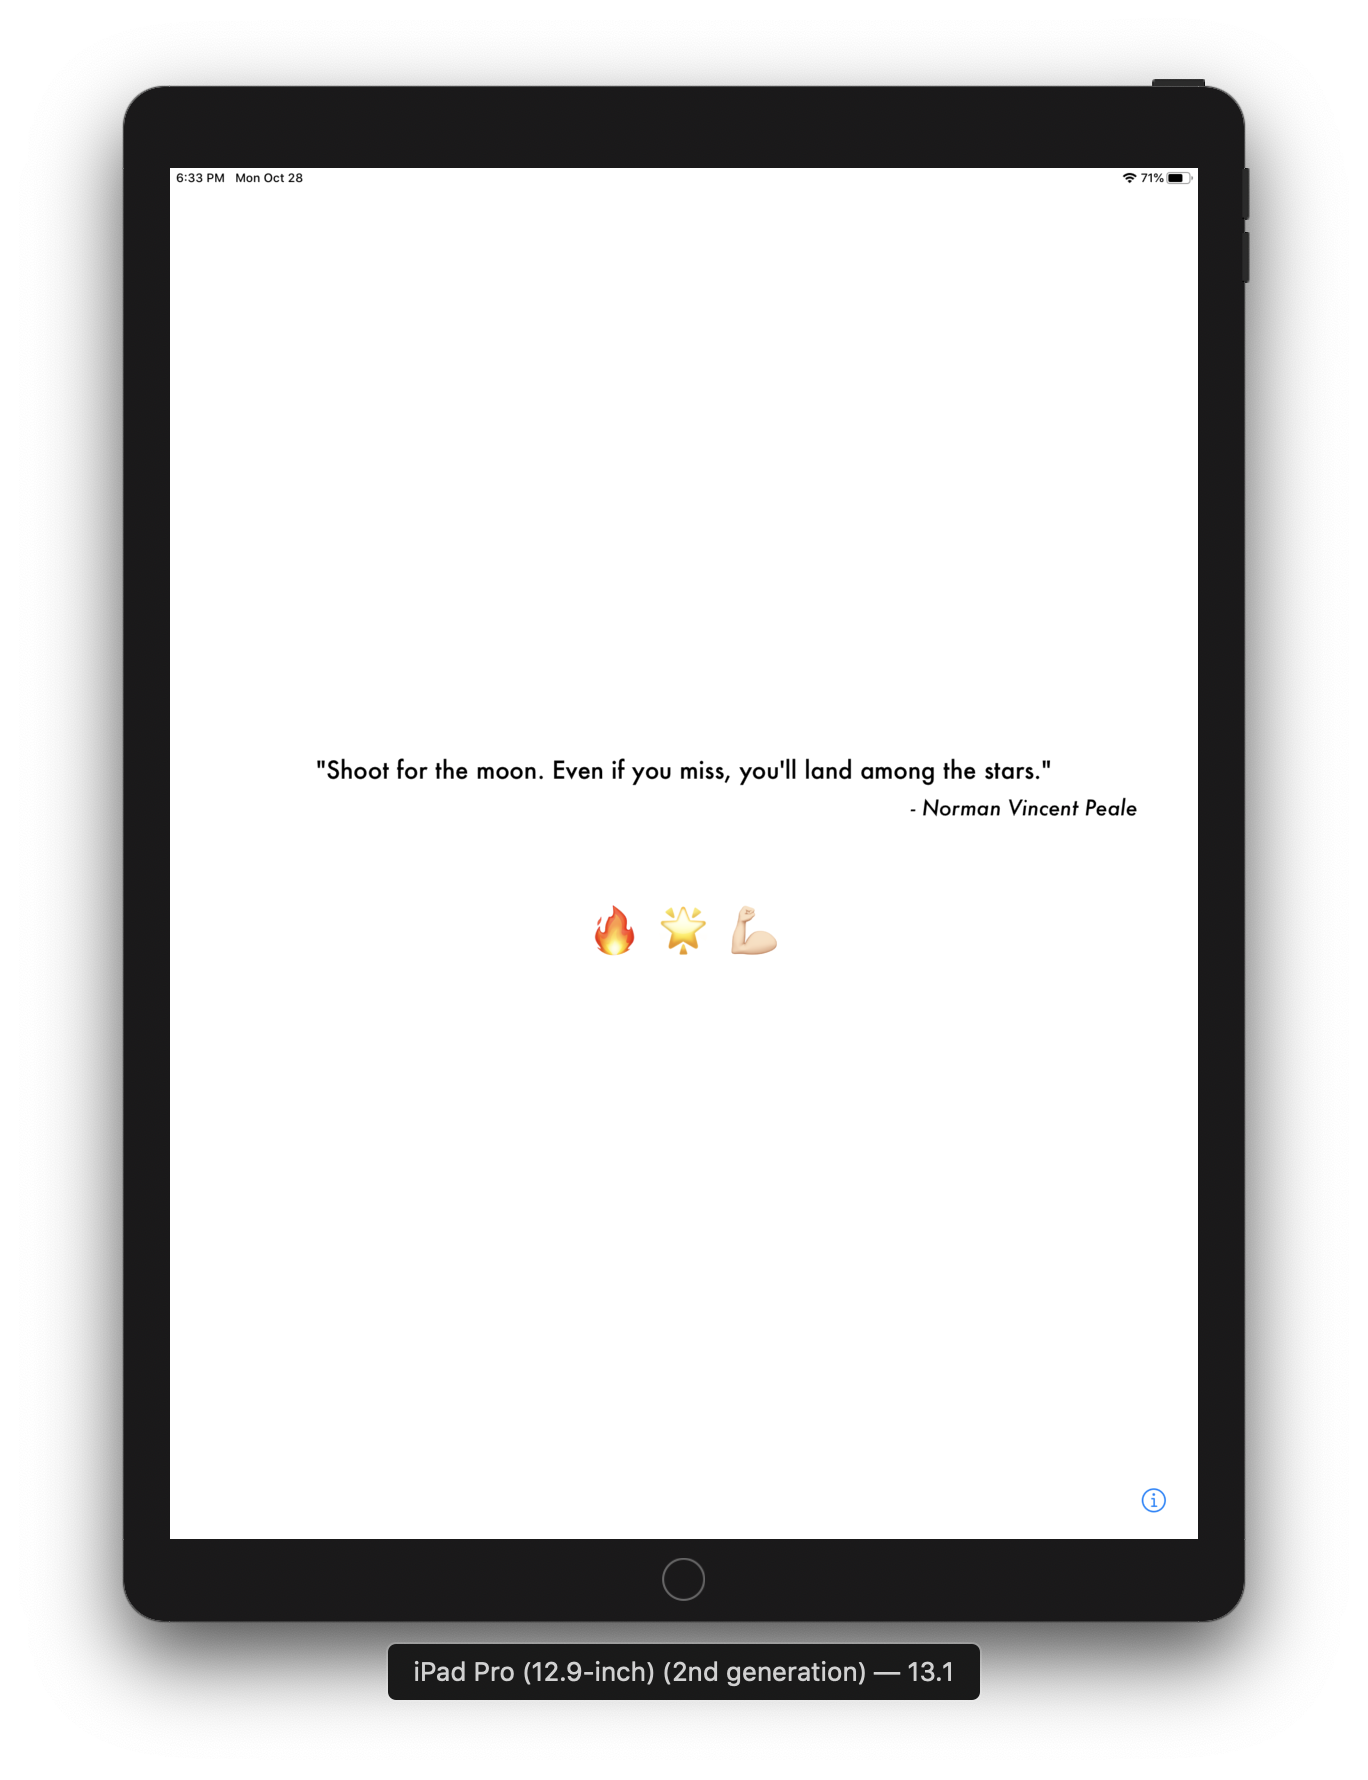 6:33 PM Mon Oct 28 71%
"Shoot for the moon. Even if you miss, you'll land among the stars."
- Norman Vincent Peale
🔥 🌟 💪🏻
iPad Pro (12.9-inch) (2nd generation) — 13.1